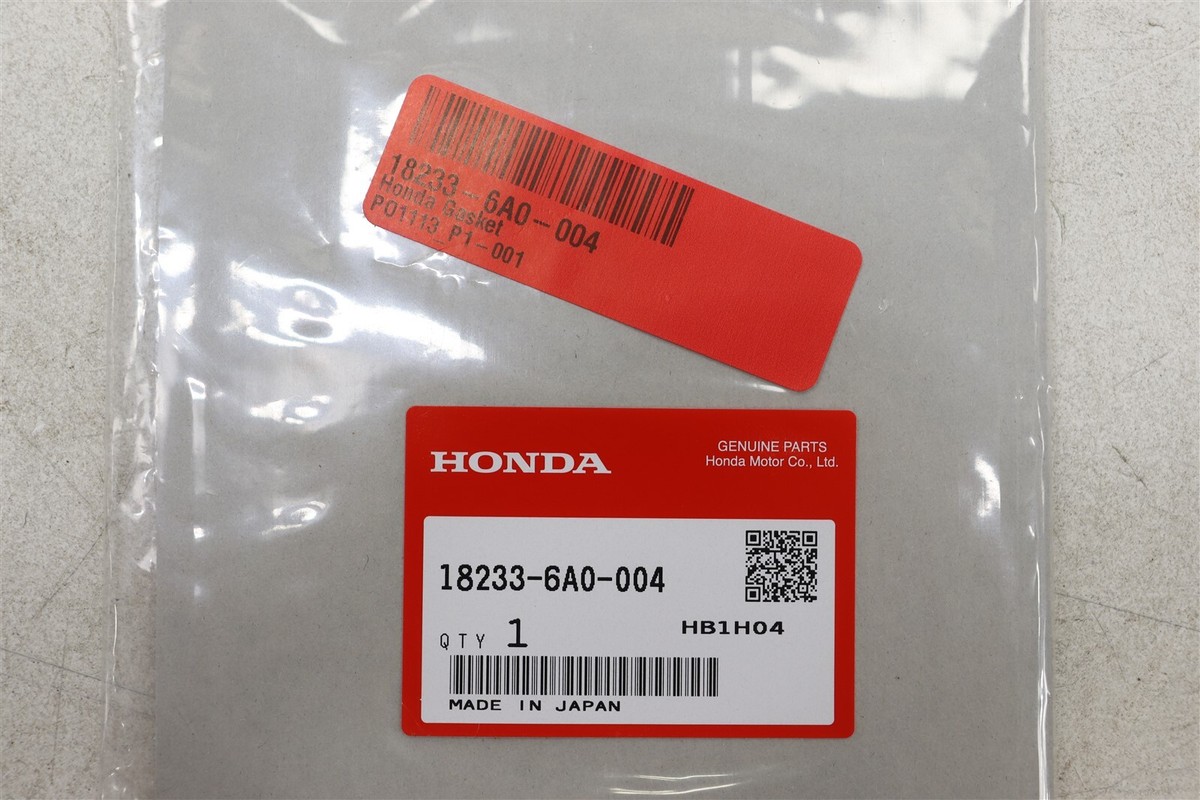 18233-6A0-004
Honda Gasket
PO1113_P1-001
HONDA
GENUINE PARTS
Honda Motor Co., Ltd.
18233-6A0-004
QTY 1
HB1H04
MADE IN JAPAN